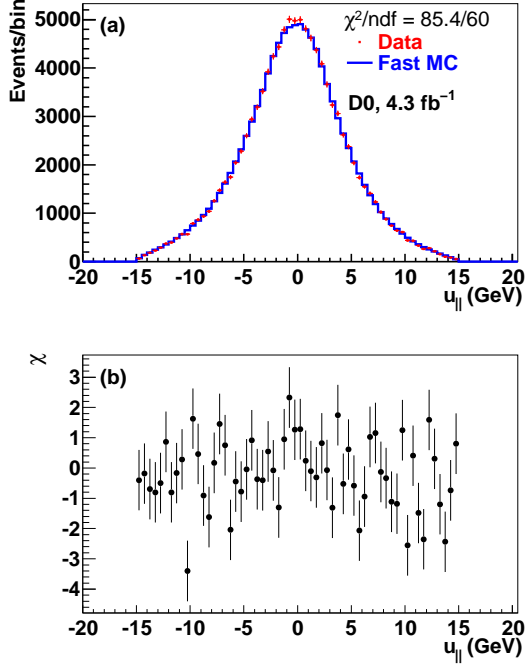 Events/bin
5000
4000
3000
2000
1000
0
(a)
χ²/ndf = 85.4/60
Data
Fast MC
D0, 4.3 fb⁻¹
-20 -15 -10 -5 0 5 10 15 20
u|| (GeV)
χ
3
2
1
0
-1
-2
-3
-4
(b)
-20 -15 -10 -5 0 5 10 15 20
u|| (GeV)